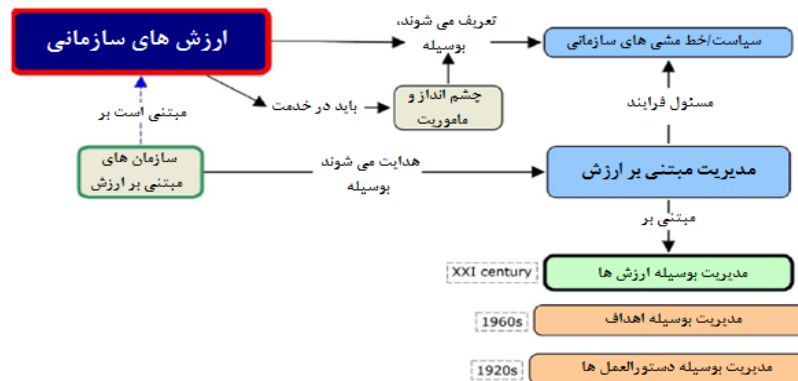 ارزش های سازمانی
تعریف می شوند،
بوسیله
سیاست/خط مشی های سازمانی
باید در خدمت
چشم انداز و
ماموریت
مسئول فرایند
مبتنی است بر
سازمان های
مبتنی بر ارزش
هدایت می شوند
بوسیله
مدیریت مبتنی بر ارزش
مبتنی بر
XXI century
مدیریت بوسیله ارزش ها
1960s
مدیریت بوسیله اهداف
1920s
مدیریت بوسیله دستورالعمل ها